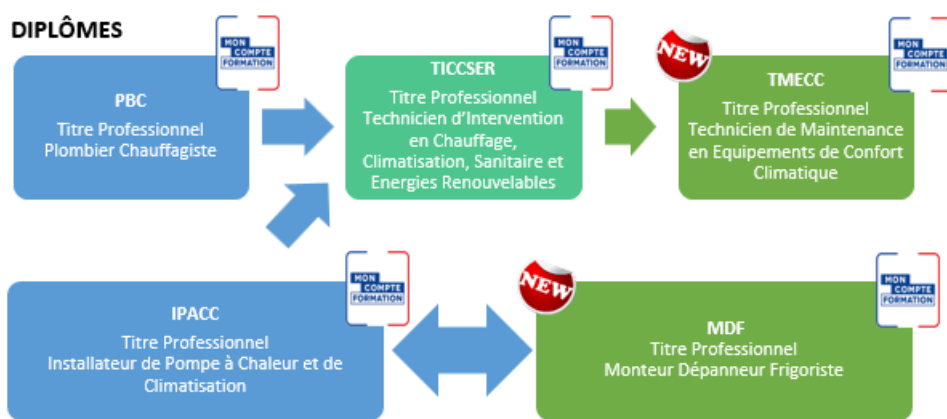 DIPLÔMES
MON
COMPTE
FORMATION
PBC
Titre Professionnel
Plombier Chauffagiste
MON
COMPTE
FORMATION
TICCSER
Titre Professionnel
Technicien d'Intervention
en Chauffage,
Climatisation, Sanitaire et
Energies Renouvelables
NEW
MON
COMPTE
FORMATION
TMECC
Titre Professionnel
Technicien de Maintenance
en Equipements de Confort
Climatique
MON
COMPTE
FORMATION
IPACC
Titre Professionnel
Installateur de Pompe à Chaleur et de
Climatisation
NEW
MON
COMPTE
FORMATION
MDF
Titre Professionnel
Monteur Dépanneur Frigoriste